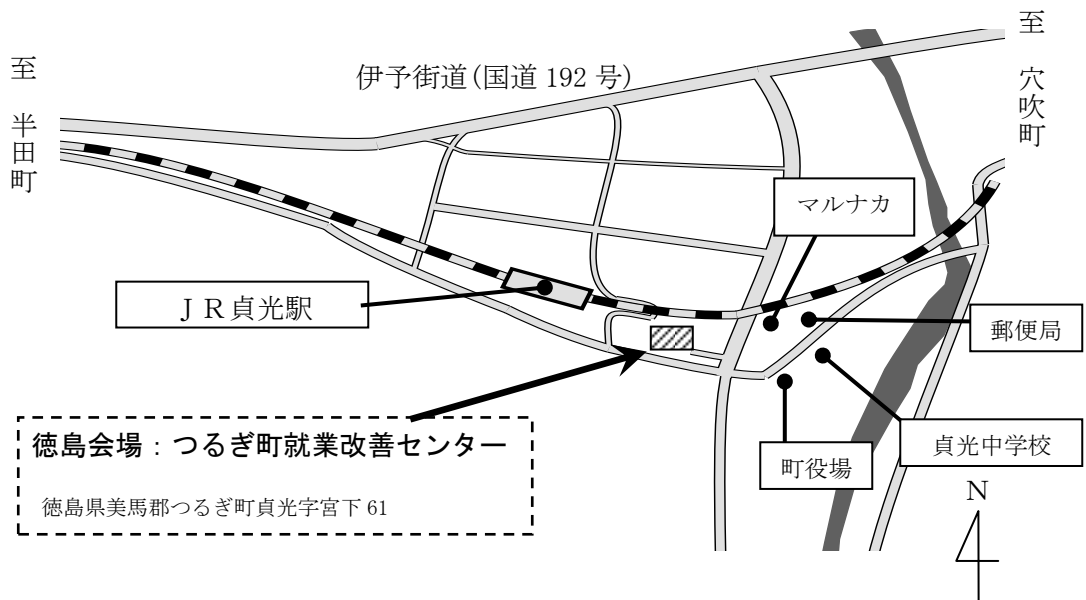 至 半田町
伊予街道(国道 192 号)
至 穴吹町
マルナカ
ＪＲ貞光駅
郵便局
貞光中学校
町役場
徳島会場：つるぎ町就業改善センター
徳島県美馬郡つるぎ町貞光字宮下 61
N